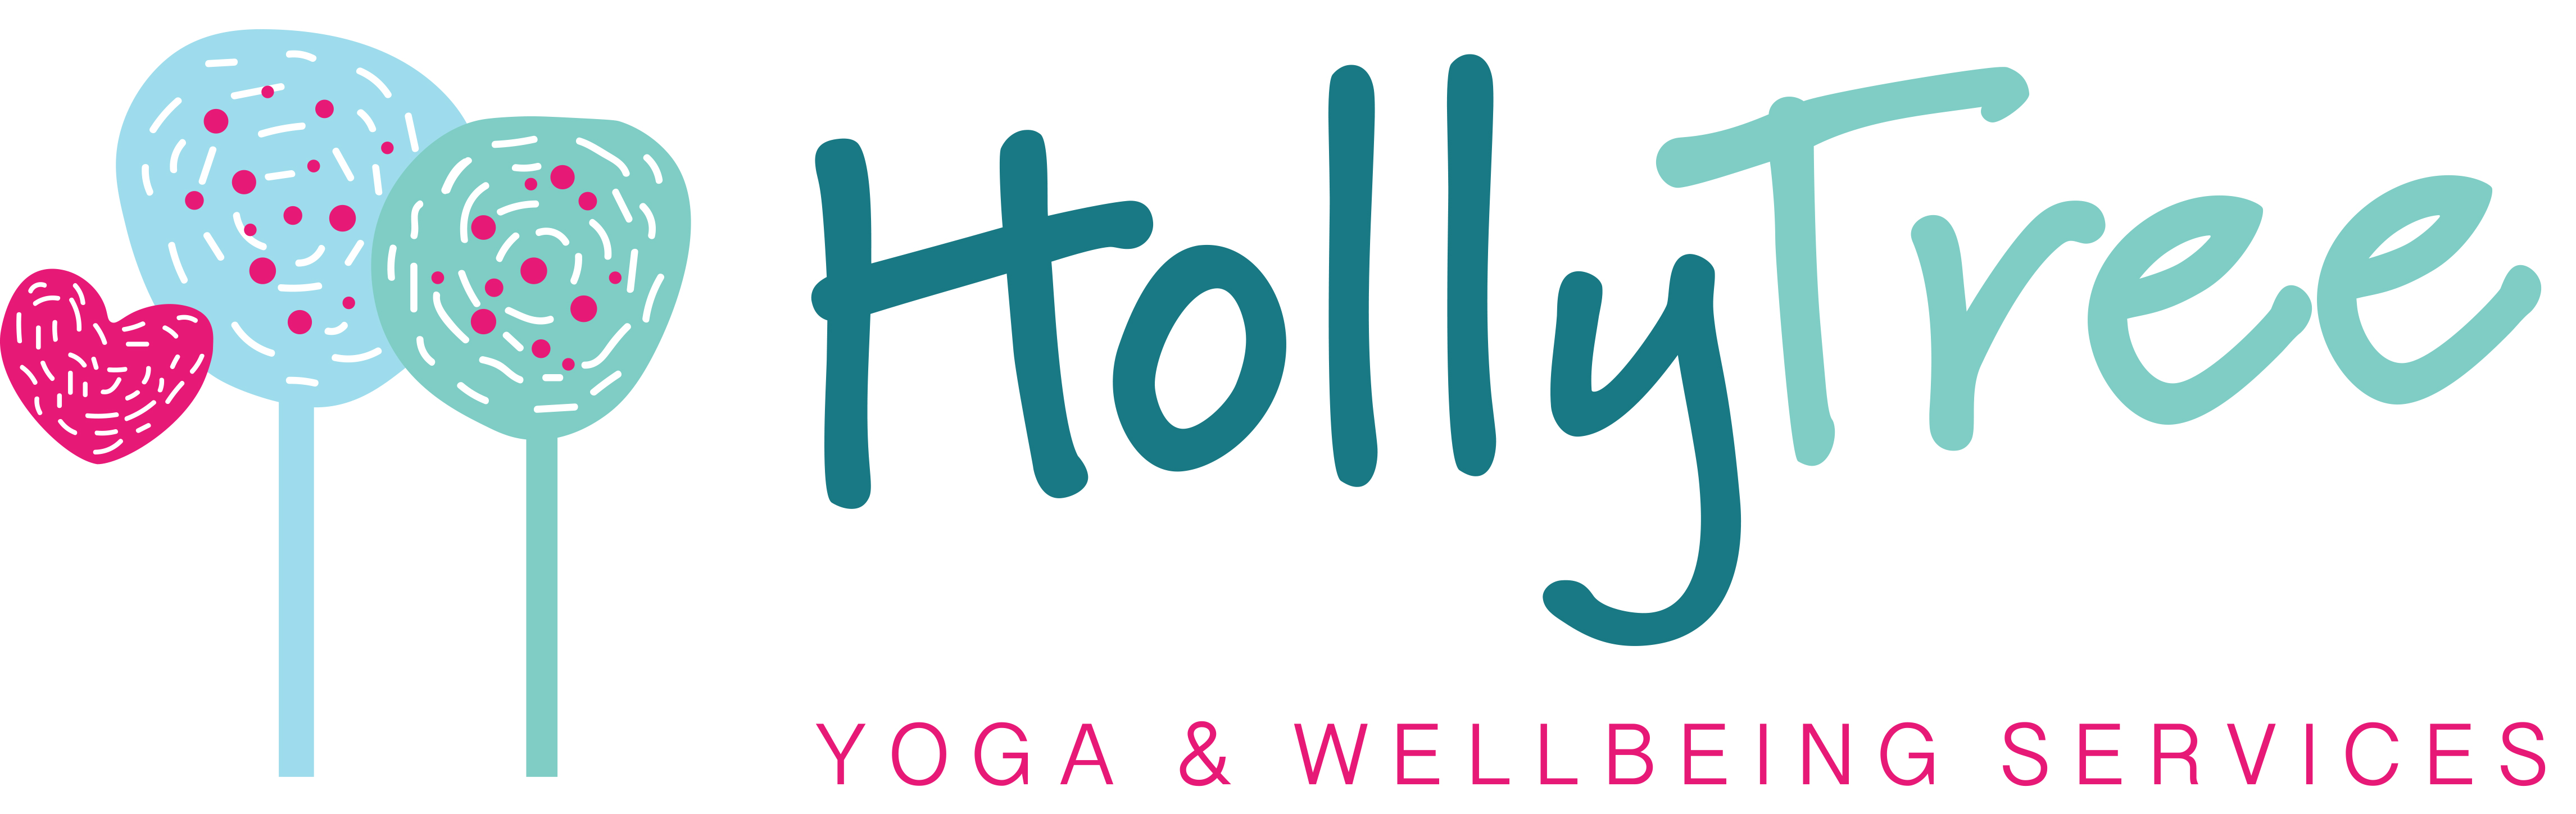 HollyTree
YOGA & WELLBEING SERVICES